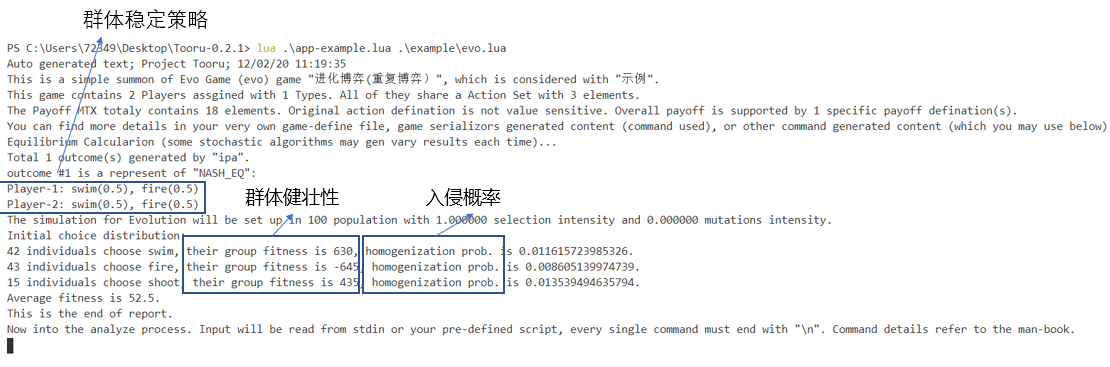 群体稳定策略
PS C:\Users\72349\Desktop\Tooru-0.2.1> lua .\app-example.lua .\example\evo.lua
Auto generated text; Project Tooru; 12/02/20 11:19:35
This is a simple summon of Evo Game (evo) game "进化博弈(重复博弈)", which is considered with "示例".
This game contains 2 Players assgined with 1 Types. All of they share a Action Set with 3 elements.
The Payoff MTX totaly contains 18 elements. Original action defination is not value sensitive. Overall payoff is supported by 1 specific payoff defination(s).
You can find more details in your very own game-define file, game serializors generated content (command used), or other command generated content (which you may use below)
Equilibrium Calcularion (some stochastic algorithms may gen vary results each time)...
Total 1 outcome(s) generated by "ipa".
outcome #1 is a represent of "NASH_EQ":
Player-1: swim(0.5), fire(0.5)
群体健壮性
入侵概率
Player-2: swim(0.5), fire(0.5)
The simulation for Evolution will be set up in 100 population with 1.000000 selection intensity and 0.000000 mutations intensity.
Initial choice distribution
42 individuals choose swim, their group fitness is 630, homogenization prob. is 0.011615723985326.
43 individuals choose fire, their group fitness is -645, homogenization prob. is 0.008605139974739.
15 individuals choose shoot, their group fitness is 435, homogenization prob. is 0.013539494635794.
Average fitness is 52.5.
This is the end of report.
Now into the analyze process. Input will be read from stdin or your pre-defined script, every single command must end with "\n". Command details refer to the man-book.